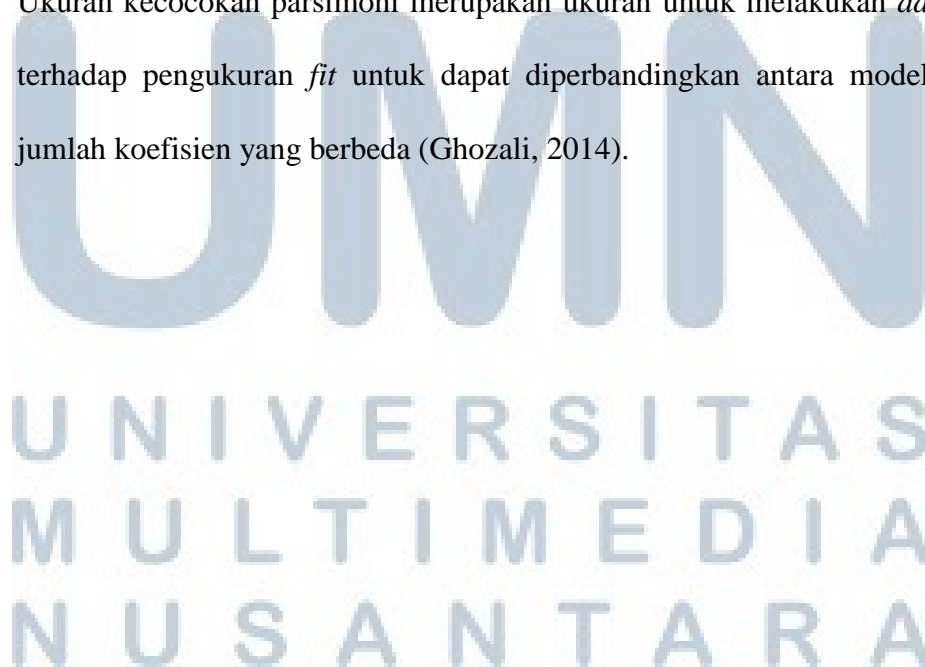 Ukuran kecocokan parsimoni merupakan ukuran untuk melakukan
terhadap pengukuran fit untuk dapat diperbandingkan antara model
jumlah koefisien yang berbeda (Ghozali, 2014).
UMN
UNIVERSITAS
MULTIMEDIA
NUSANTARA